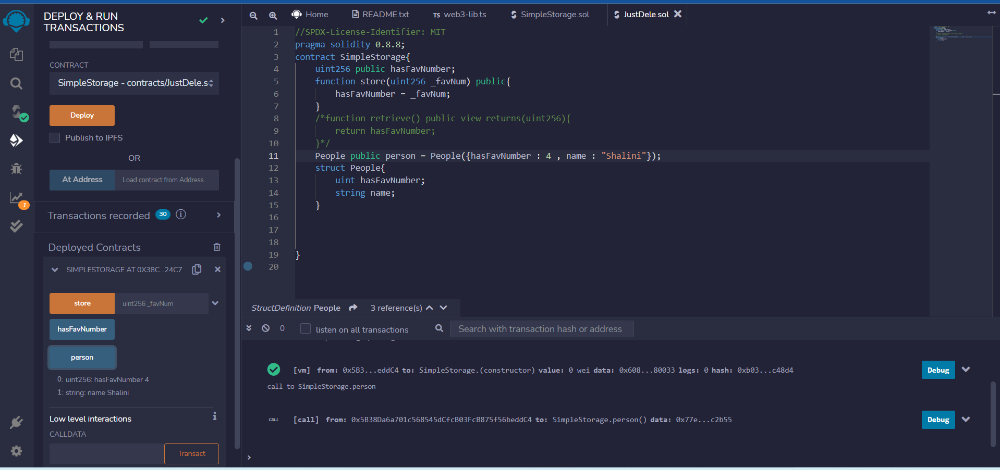 DEPLOY & RUN
TRANSACTIONS
CONTRACT
SimpleStorage - contracts/JustDele.s
Deploy
Publish to IPFS
OR
At Address Load contract from Address
Transactions recorded 30
Deployed Contracts
SIMPLESTORAGE AT 0X38C...24C7
store uint256 _favNum
hasFavNumber
person
0: uint256: hasFavNumber 4
1: string: name Shalini
Low level interactions
CALLDATA
Transact
1
Home README.txt TS web3-lib.ts SimpleStorage.sol JustDele.sol
1 //SPDX-License-Identifier: MIT
2 pragma solidity 0.8.8;
3 contract SimpleStorage{
4 uint256 public hasFavNumber;
5 function store(uint256 _favNum) public{
6 hasFavNumber = _favNum;
7 }
8 /*function retrieve() public view returns(uint256){
9 return hasFavNumber;
10 }*/
11 People public person = People({hasFavNumber : 4 , name : "Shalini"});
12 struct People{
13 uint hasFavNumber;
14 string name;
15 }
16
17
18
19 }
20
StructDefinition People 3 reference(s)
0 listen on all transactions Search with transaction hash or address
[vm] from: 0x5B3...eddC4 to: SimpleStorage.(constructor) value: 0 wei data: 0x608...80033 logs: 0 hash: 0xb03...c48d4 Debug
call to SimpleStorage.person
CALL [call] from: 0x5B38Da6a701c568545dCfcB03FcB875f56beddC4 to: SimpleStorage.person() data: 0x77e...c2b55 Debug
>